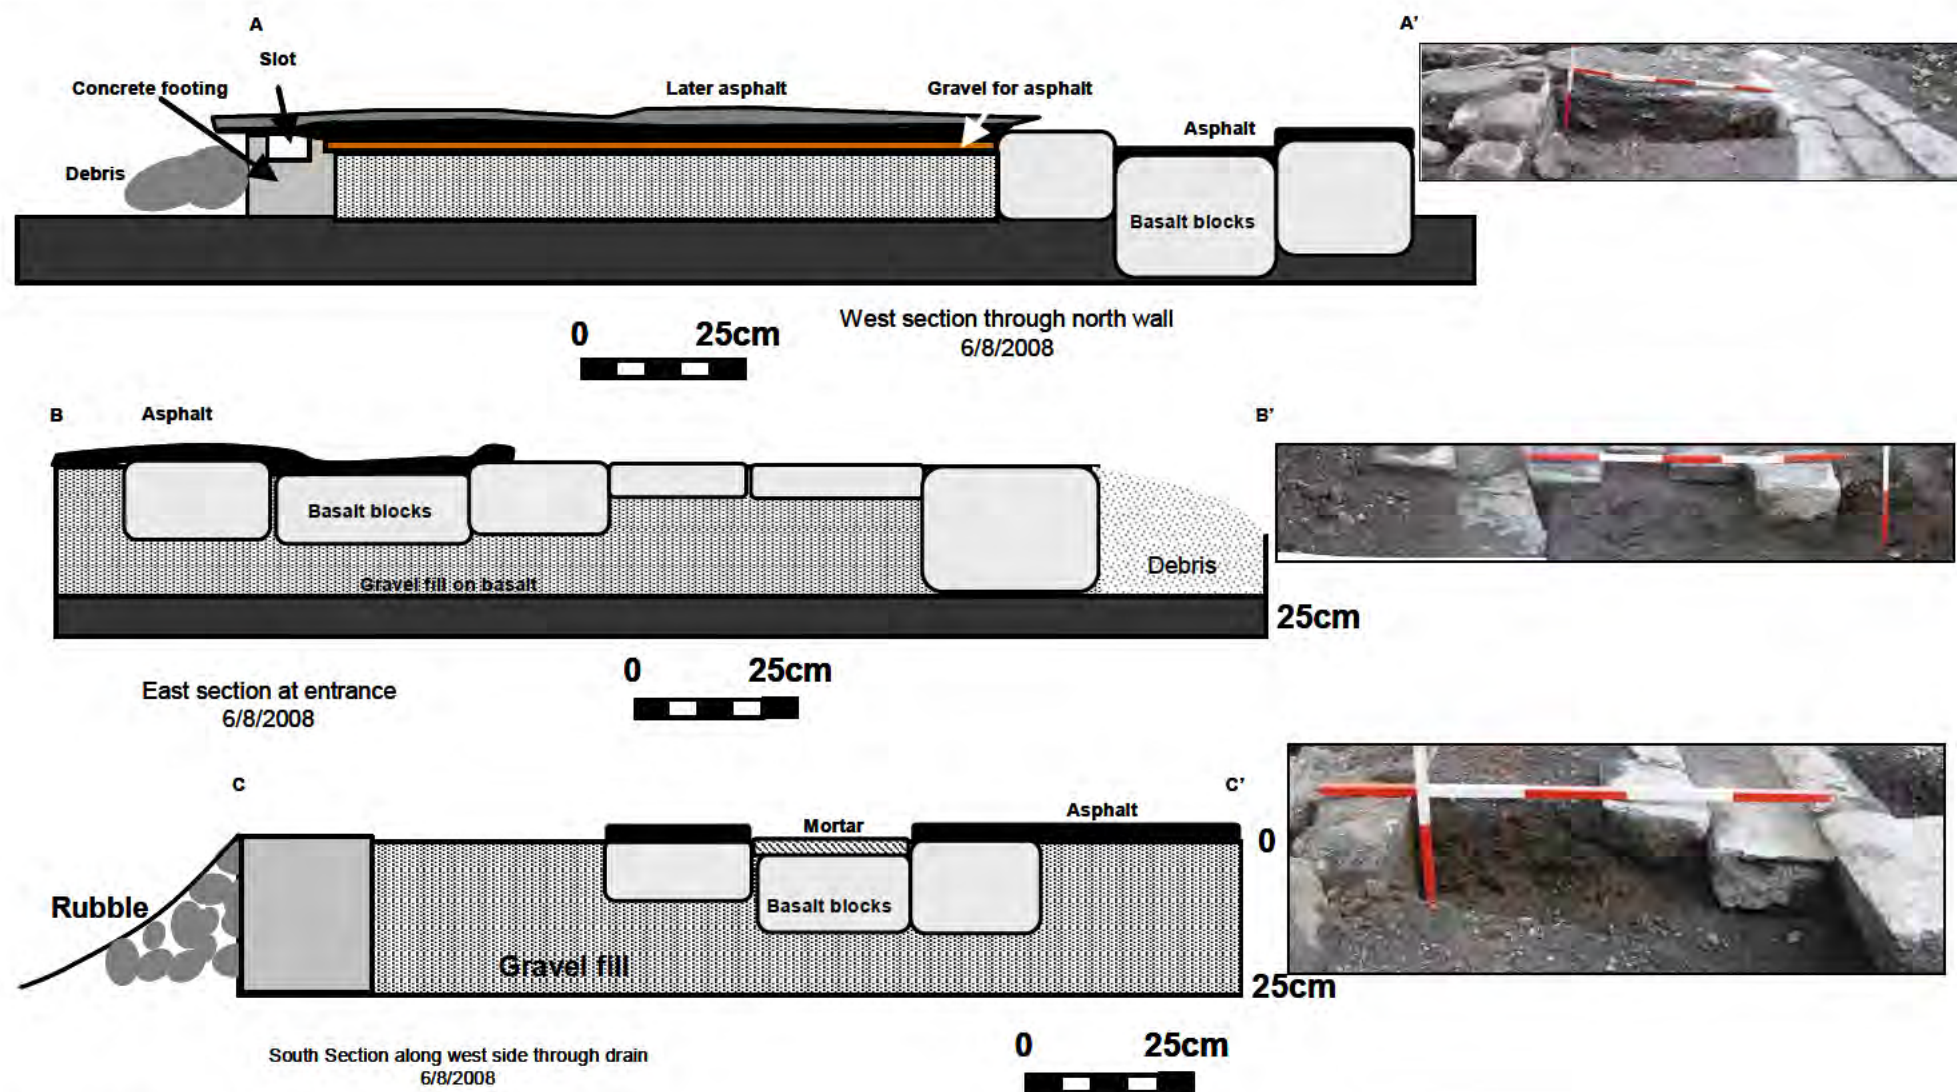 A
A'
Slot
Concrete footing
Later asphalt
Gravel for asphalt
Asphalt
Debris
Basalt blocks
0 25cm
West section through north wall
6/8/2008
B
Asphalt
B'
Basalt blocks
Debris
Gravel fill on basalt
25cm
0 25cm
East section at entrance
6/8/2008
C
C'
Asphalt
Mortar
0
Rubble
Basalt blocks
Gravel fill
25cm
0 25cm
South Section along west side through drain
6/8/2008